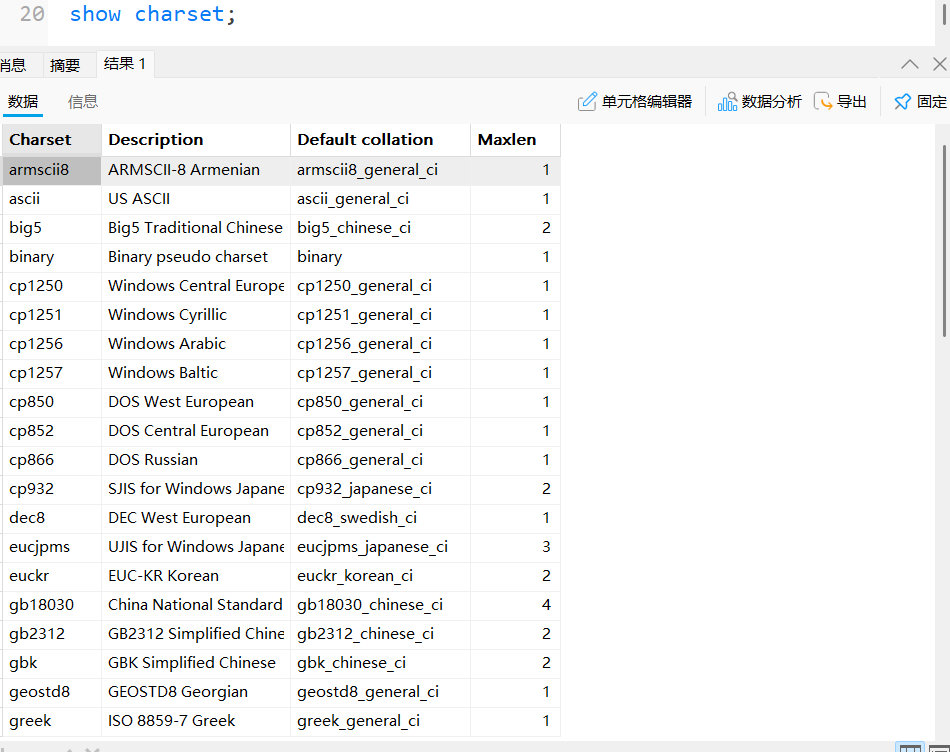 20 show charset;
消息 摘要 结果 1
数据 信息 单元格编辑器 数据分析 导出 固定
Charset Description Default collation Maxlen
armscii8 ARMSCII-8 Armenian armscii8_general_ci 1
ascii US ASCII ascii_general_ci 1
big5 Big5 Traditional Chinese big5_chinese_ci 2
binary Binary pseudo charset binary 1
cp1250 Windows Central Europe cp1250_general_ci 1
cp1251 Windows Cyrillic cp1251_general_ci 1
cp1256 Windows Arabic cp1256_general_ci 1
cp1257 Windows Baltic cp1257_general_ci 1
cp850 DOS West European cp850_general_ci 1
cp852 DOS Central European cp852_general_ci 1
cp866 DOS Russian cp866_general_ci 1
cp932 SJIS for Windows Japane cp932_japanese_ci 2
dec8 DEC West European dec8_swedish_ci 1
eucjpms UJIS for Windows Japane eucjpms_japanese_ci 3
euckr EUC-KR Korean euckr_korean_ci 2
gb18030 China National Standard gb18030_chinese_ci 4
gb2312 GB2312 Simplified Chine gb2312_chinese_ci 2
gbk GBK Simplified Chinese gbk_chinese_ci 2
geostd8 GEOSTD8 Georgian geostd8_general_ci 1
greek ISO 8859-7 Greek greek_general_ci 1